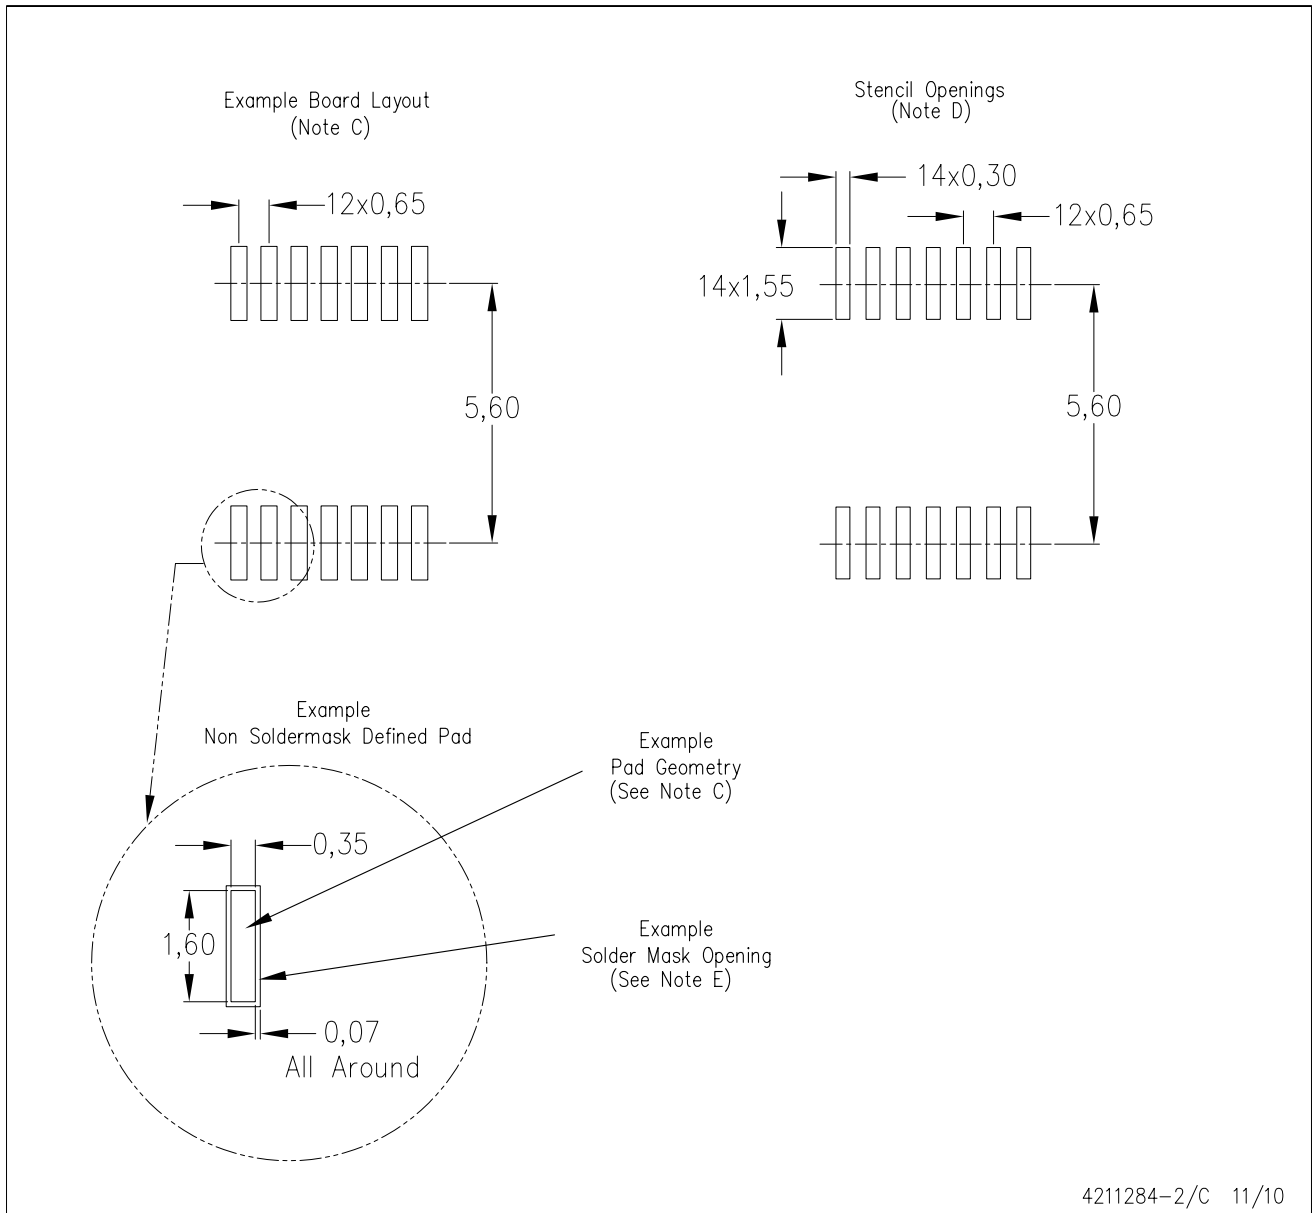 Example Board Layout
(Note C)
Stencil Openings
(Note D)
12x0,65
14x0,30
12x0,65
14x1,55
5,60
5,60
Example
Non Soldermask Defined Pad
Example
Pad Geometry
(See Note C)
0,35
1,60
Example
Solder Mask Opening
(See Note E)
0,07
All Around
4211284-2/C 11/10